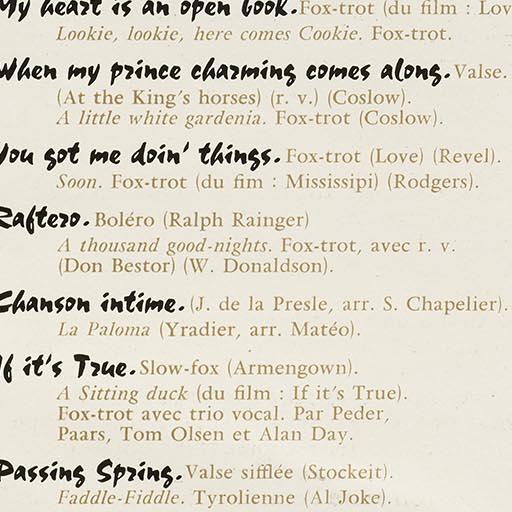 My heart is an open book. Fox-trot (du film : Lov
Lookie, lookie, here comes Cookie. Fox-trot.
When my prince charming comes along. Valse.
(At the King's horses) (r. v.) (Coslow).
A little white gardenia. Fox-trot (Coslow).
You got me doin' things. Fox-trot (Love) (Revel).
Soon. Fox-trot (du fim : Mississipi) (Rodgers).
Raftero. Boléro (Ralph Rainger)
A thousand good-nights. Fox-trot, avec r. v.
(Don Bestor) (W. Donaldson).
Chanson intime. (J. de la Presle, arr. S. Chapelier).
La Paloma (Yradier, arr. Matéo).
If it's True. Slow-fox (Armengown).
A Sitting duck (du film : If it's True).
Fox-trot avec trio vocal. Par Peder,
Paars, Tom Olsen et Alan Day.
Passing Spring. Valse sifflée (Stockeit).
Faddle-Fiddle. Tyrolienne (Al Joke).